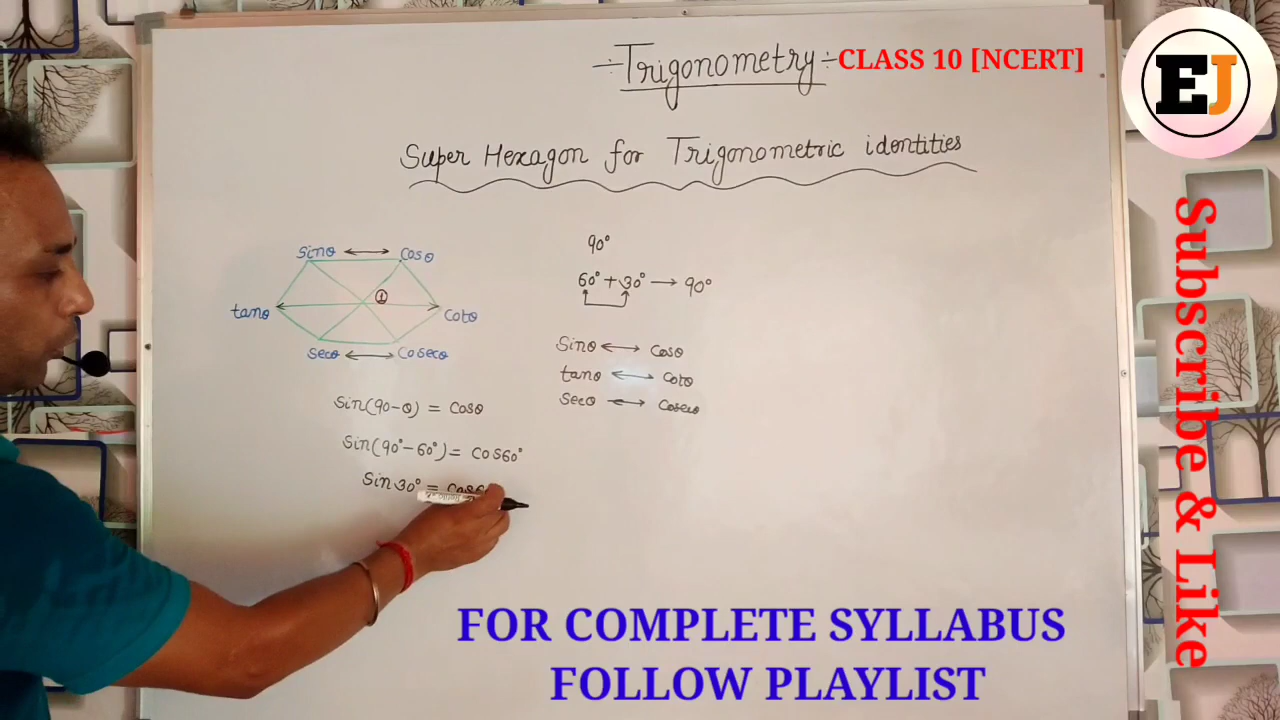 ÷Trigonometry÷ CLASS 10 [NCERT]
EJ
Super Hexagon for Trigonometric identities
sinθ ⟷ cosθ
tanθ ① cotθ
secθ ⟷ cosecθ
90°
60° + 30° → 90°
Sinθ ⟷ cosθ
tanθ ⟷ cotθ
Secθ ⟷ Cosecθ
Sin(90-θ) = Cosθ
Sin(90°-60°) = cos60°
Sin30° = cos
FOR COMPLETE SYLLABUS
FOLLOW PLAYLIST
Subscribe & Like